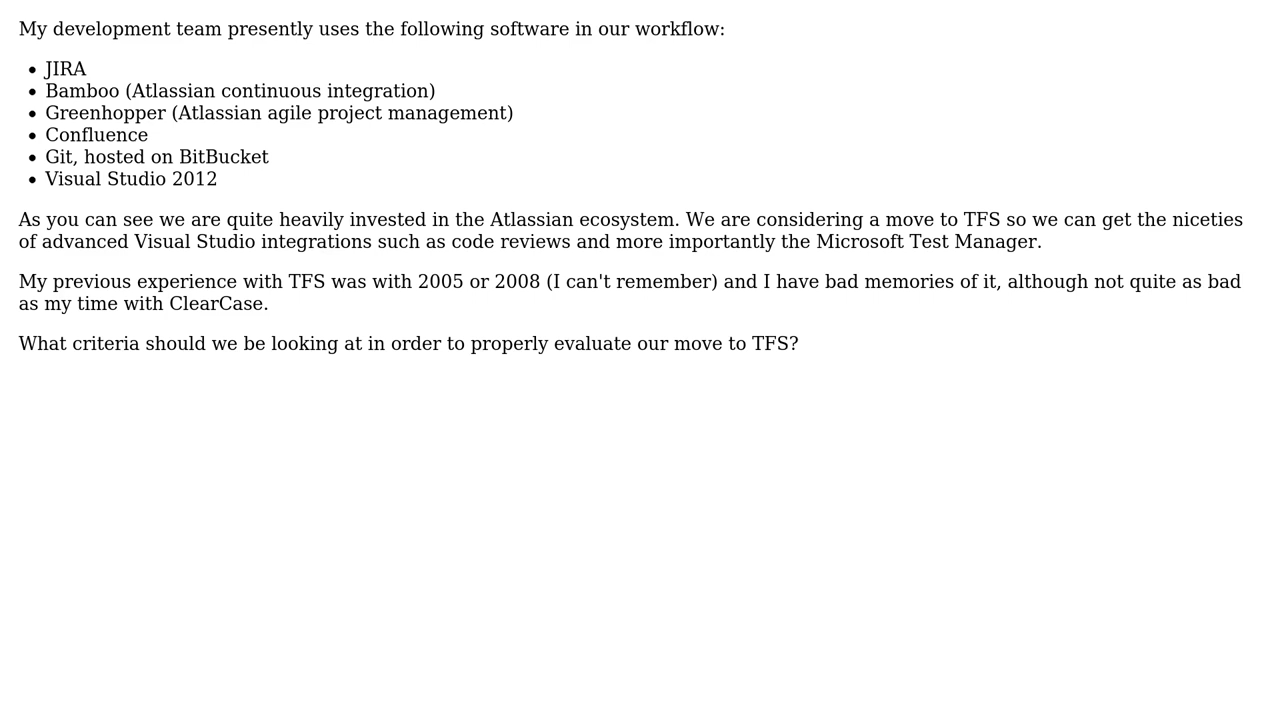 My development team presently uses the following software in our workflow:
• JIRA
• Bamboo (Atlassian continuous integration)
• Greenhopper (Atlassian agile project management)
• Confluence
• Git, hosted on BitBucket
• Visual Studio 2012
As you can see we are quite heavily invested in the Atlassian ecosystem. We are considering a move to TFS so we can get the niceties
of advanced Visual Studio integrations such as code reviews and more importantly the Microsoft Test Manager.
My previous experience with TFS was with 2005 or 2008 (I can't remember) and I have bad memories of it, although not quite as bad
as my time with ClearCase.
What criteria should we be looking at in order to properly evaluate our move to TFS?